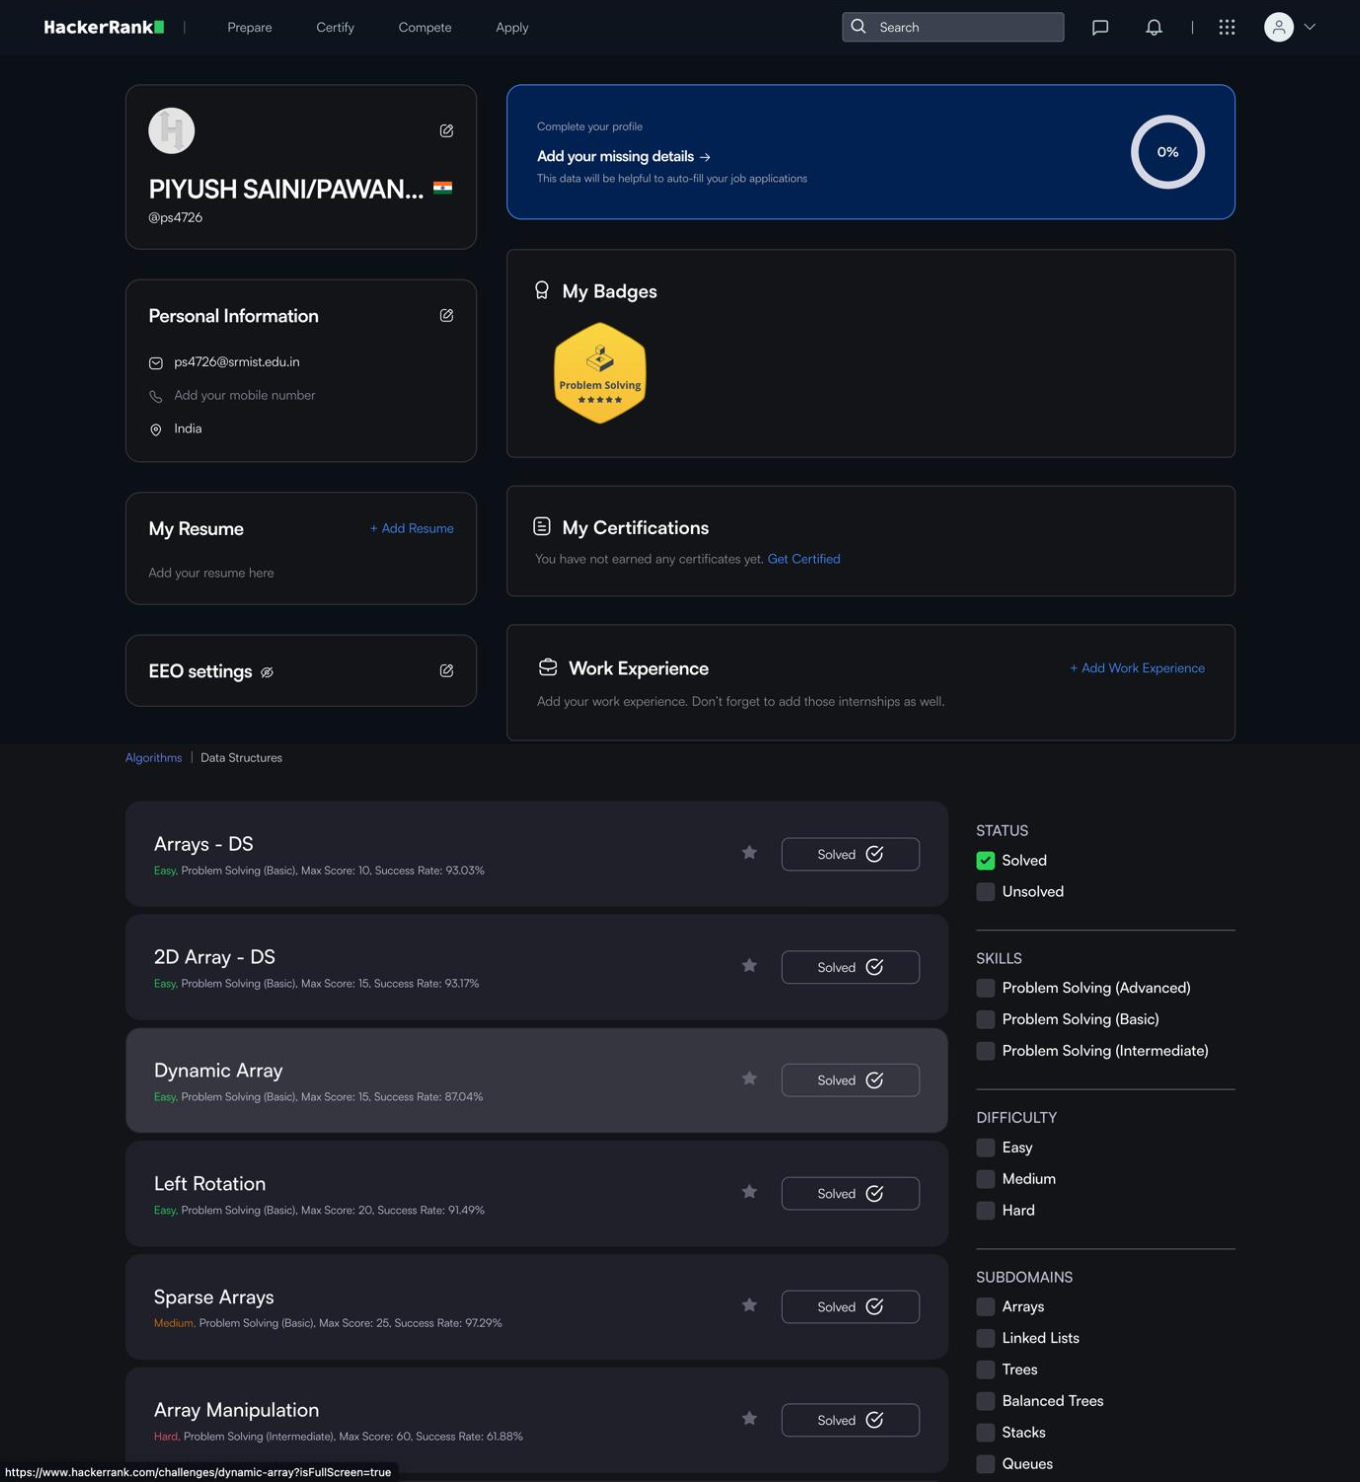 HackerRank
Prepare
Certify
Compete
Apply
Search
PIYUSH SAINI/PAWAN...
@ps4726
Complete your profile
Add your missing details →
This data will be helpful to auto-fill your job applications
0%
Personal Information
ps4726@srmist.edu.in
Add your mobile number
India
My Badges
Problem Solving
My Resume
+ Add Resume
Add your resume here
My Certifications
You have not earned any certificates yet. Get Certified
EEO settings
Work Experience
+ Add Work Experience
Add your work experience. Don't forget to add those internships as well.
Algorithms | Data Structures
Arrays - DS
Easy, Problem Solving (Basic), Max Score: 10, Success Rate: 93.03%
Solved
2D Array - DS
Easy, Problem Solving (Basic), Max Score: 15, Success Rate: 93.17%
Solved
Dynamic Array
Easy, Problem Solving (Basic), Max Score: 15, Success Rate: 87.04%
Solved
Left Rotation
Easy, Problem Solving (Basic), Max Score: 20, Success Rate: 91.49%
Solved
Sparse Arrays
Medium, Problem Solving (Basic), Max Score: 25, Success Rate: 97.29%
Solved
Array Manipulation
Hard, Problem Solving (Intermediate), Max Score: 60, Success Rate: 61.88%
Solved
STATUS
Solved
Unsolved
SKILLS
Problem Solving (Advanced)
Problem Solving (Basic)
Problem Solving (Intermediate)
DIFFICULTY
Easy
Medium
Hard
SUBDOMAINS
Arrays
Linked Lists
Trees
Balanced Trees
Stacks
Queues
https://www.hackerrank.com/challenges/dynamic-array?isFullScreen=true